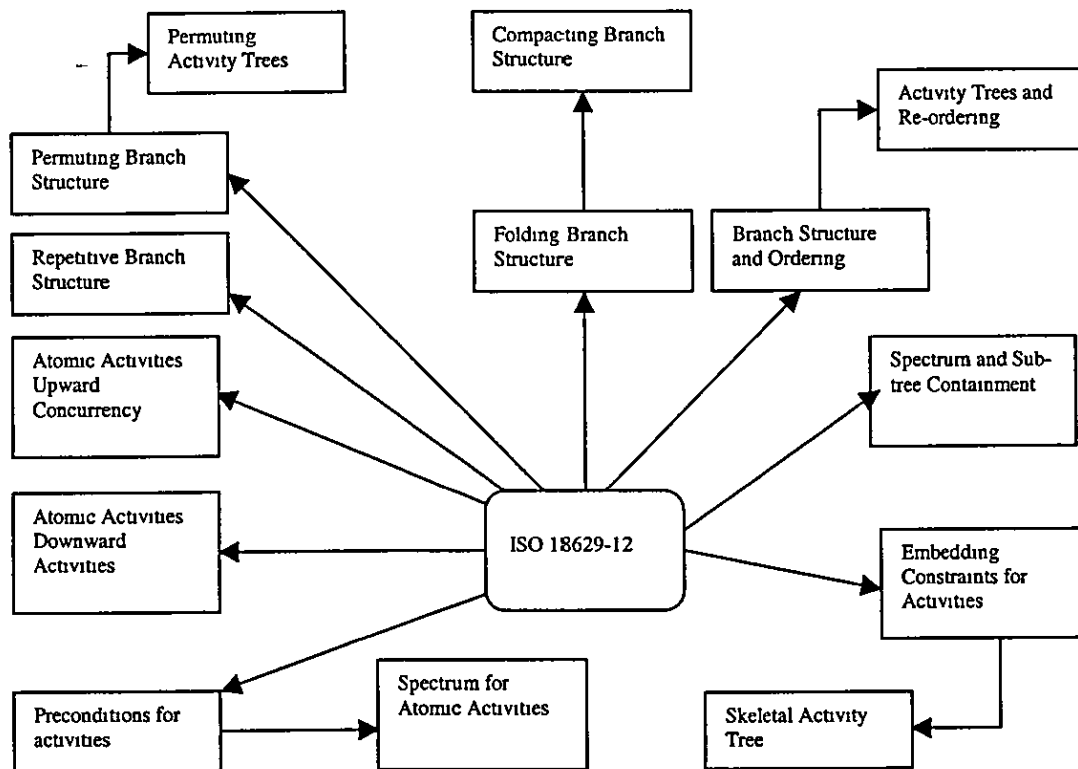 Permuting
Activity Trees
Compacting Branch
Structure
Activity Trees and
Re-ordering
Permuting Branch
Structure
Folding Branch
Structure
Branch Structure
and Ordering
Repetitive Branch
Structure
Atomic Activities
Upward
Concurrency
Spectrum and Sub-
tree Containment
Atomic Activities
Downward
Activities
ISO 18629-12
Embedding
Constraints for
Activities
Preconditions for
activities
Spectrum for
Atomic Activities
Skeletal Activity
Tree